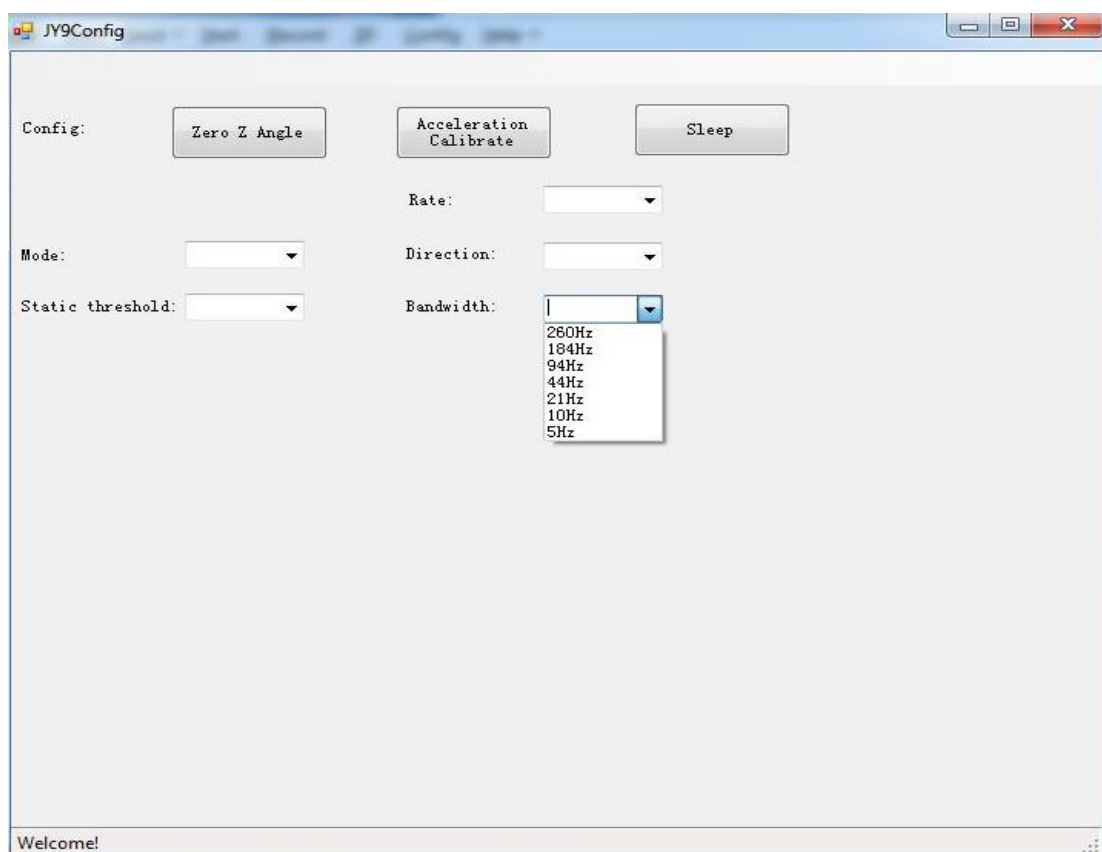 JY9Config
Config:
Zero Z Angle
Acceleration
Calibrate
Sleep
Rate:
Mode:
Direction:
Static threshold:
Bandwidth:
260Hz
184Hz
94Hz
44Hz
21Hz
10Hz
5Hz
Welcome!